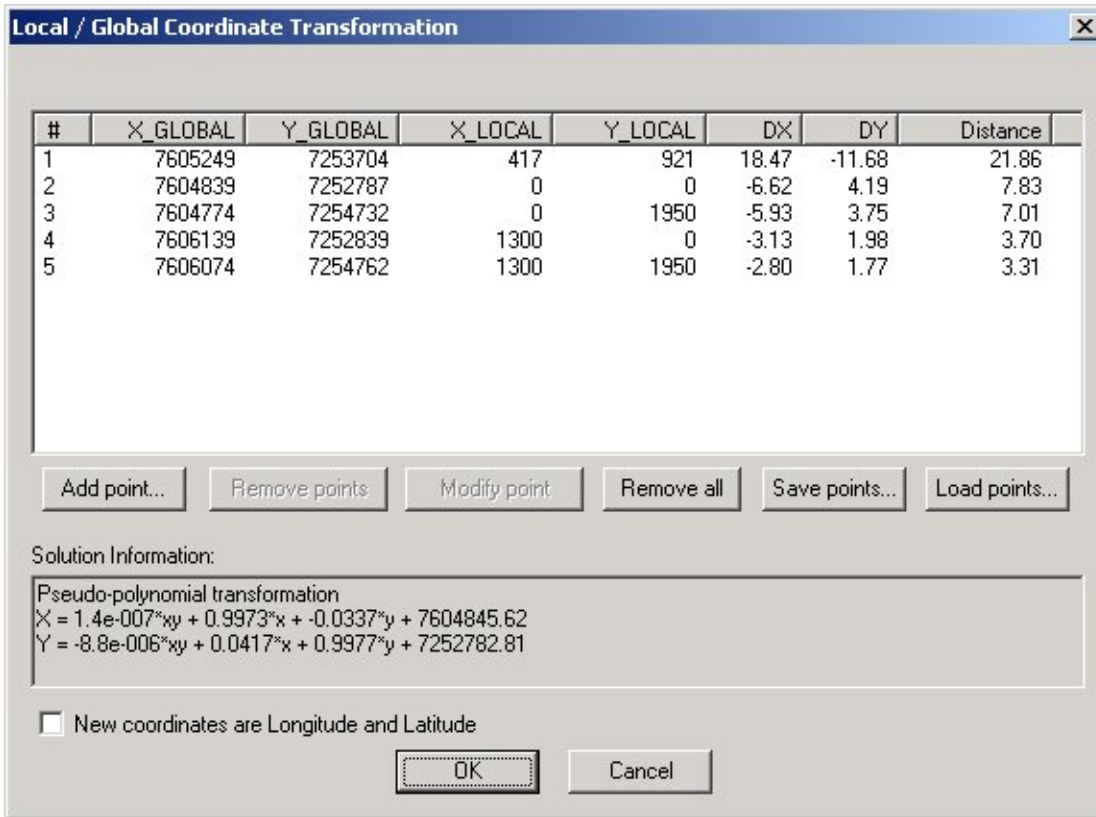 Local / Global Coordinate Transformation
# X_GLOBAL Y_GLOBAL X_LOCAL Y_LOCAL DX DY Distance
1 7605249 7253704 417 921 18.47 -11.68 21.86
2 7604839 7252787 0 0 -6.62 4.19 7.83
3 7604774 7254732 0 1950 -5.93 3.75 7.01
4 7606139 7252839 1300 0 -3.13 1.98 3.70
5 7606074 7254762 1300 1950 -2.80 1.77 3.31
Add point... Remove points Modify point Remove all Save points... Load points...
Solution Information:
Pseudo-polynomial transformation
X = 1.4e-007*xy + 0.9973*x + -0.0337*y + 7604845.62
Y = -8.8e-006*xy + 0.0417*x + 0.9977*y + 7252782.81
New coordinates are Longitude and Latitude
OK Cancel